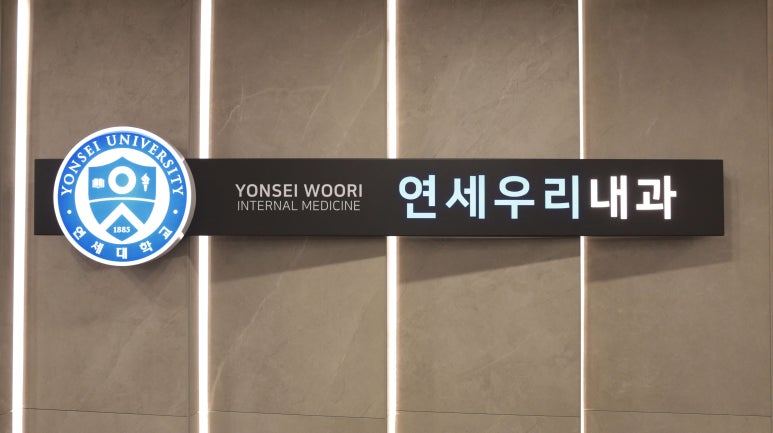 YONSEI UNIVERSITY
1885
연세대학교
YONSEI WOORI
INTERNAL MEDICINE
연세우리내과